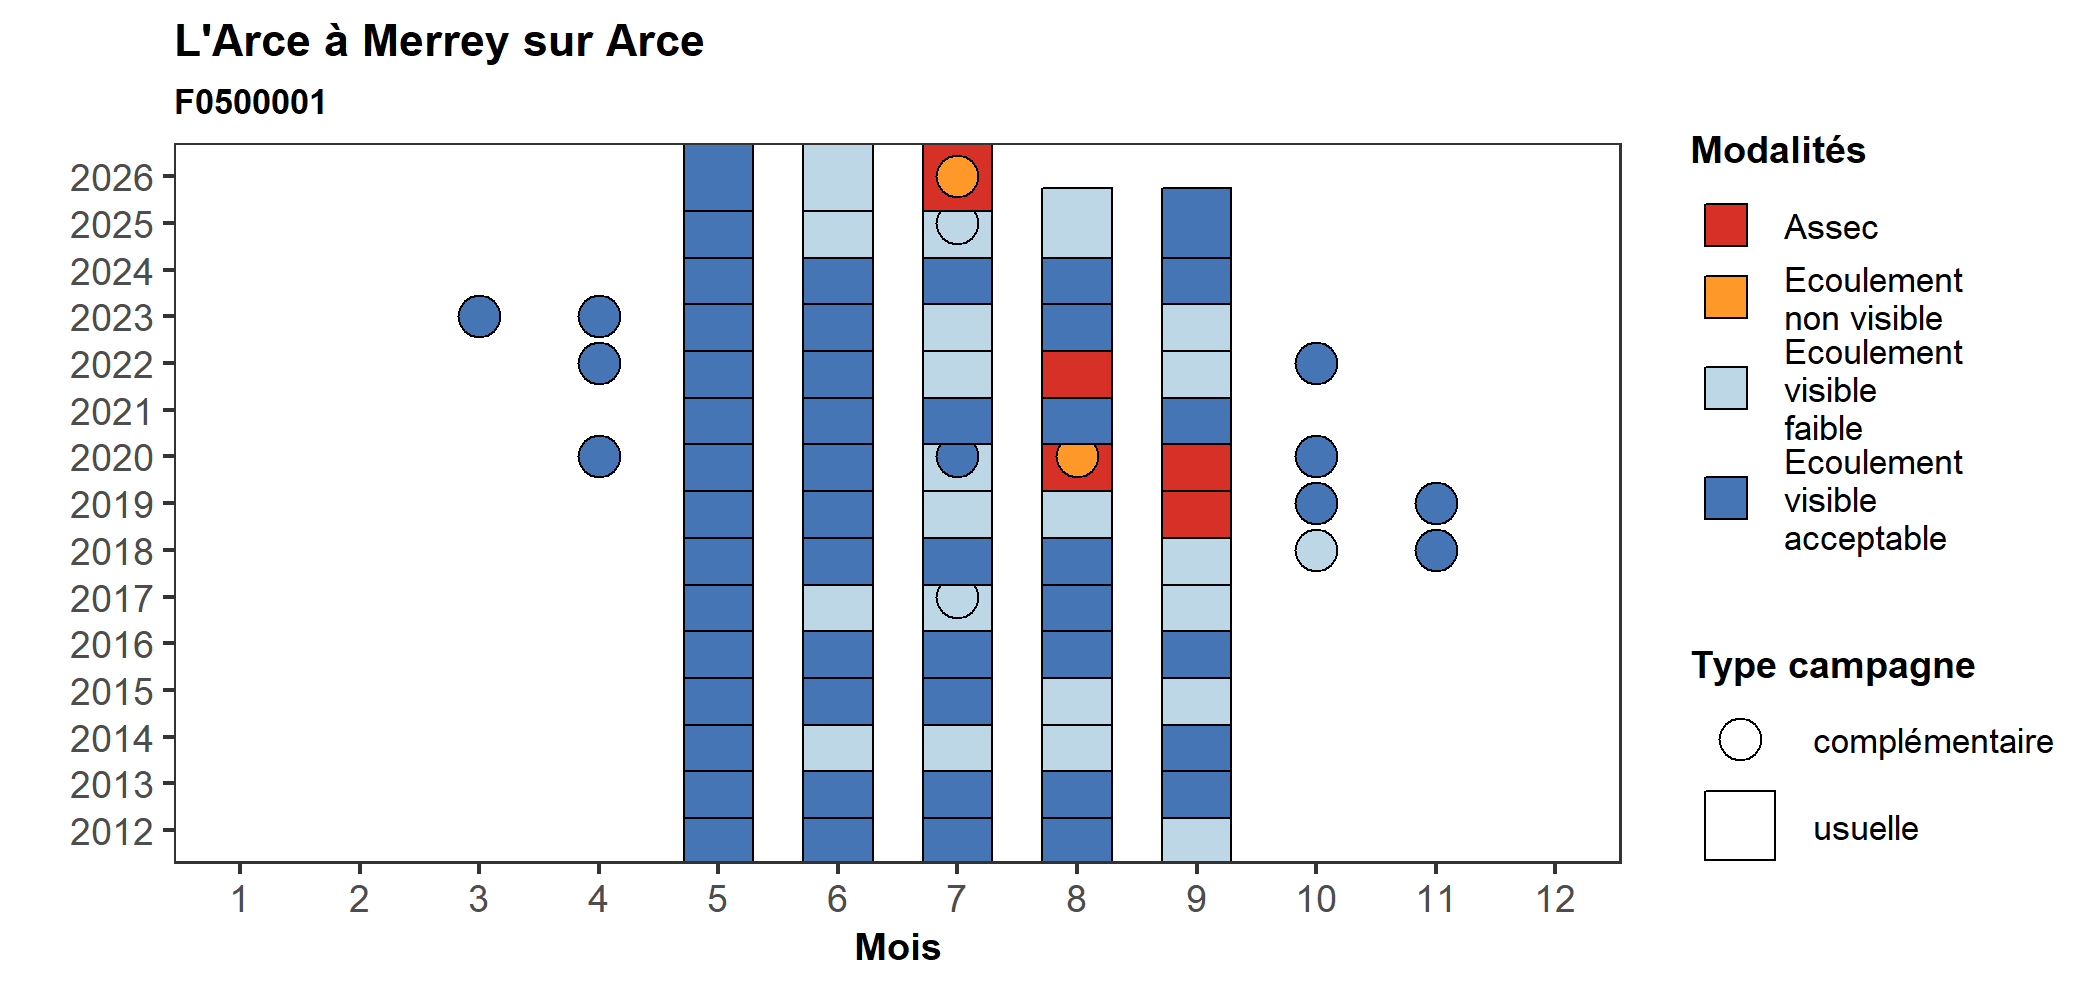 L'Arce à Merrey sur Arce
F0500001
2026
2025
2024
2023
2022
2021
2020
2019
2018
2017
2016
2015
2014
2013
2012
1 2 3 4 5 6 7 8 9 10 11 12
Mois
Modalités
Assec
Ecoulement
non visible
Ecoulement
visible
faible
Ecoulement
visible
acceptable
Type campagne
complémentaire
usuelle